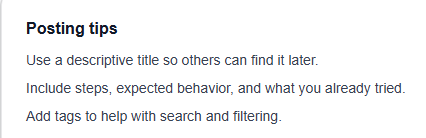 Posting tips
Use a descriptive title so others can find it later.
Include steps, expected behavior, and what you already tried.
Add tags to help with search and filtering.